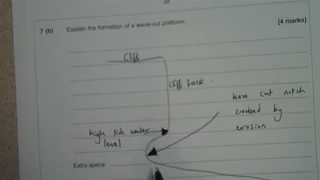 7 (b) Explain the formation of a wave-cut platform.
[4 marks]
Cliff
Cliff base.
wave cut notch
created by
erosion
high tide water
level
Extra space